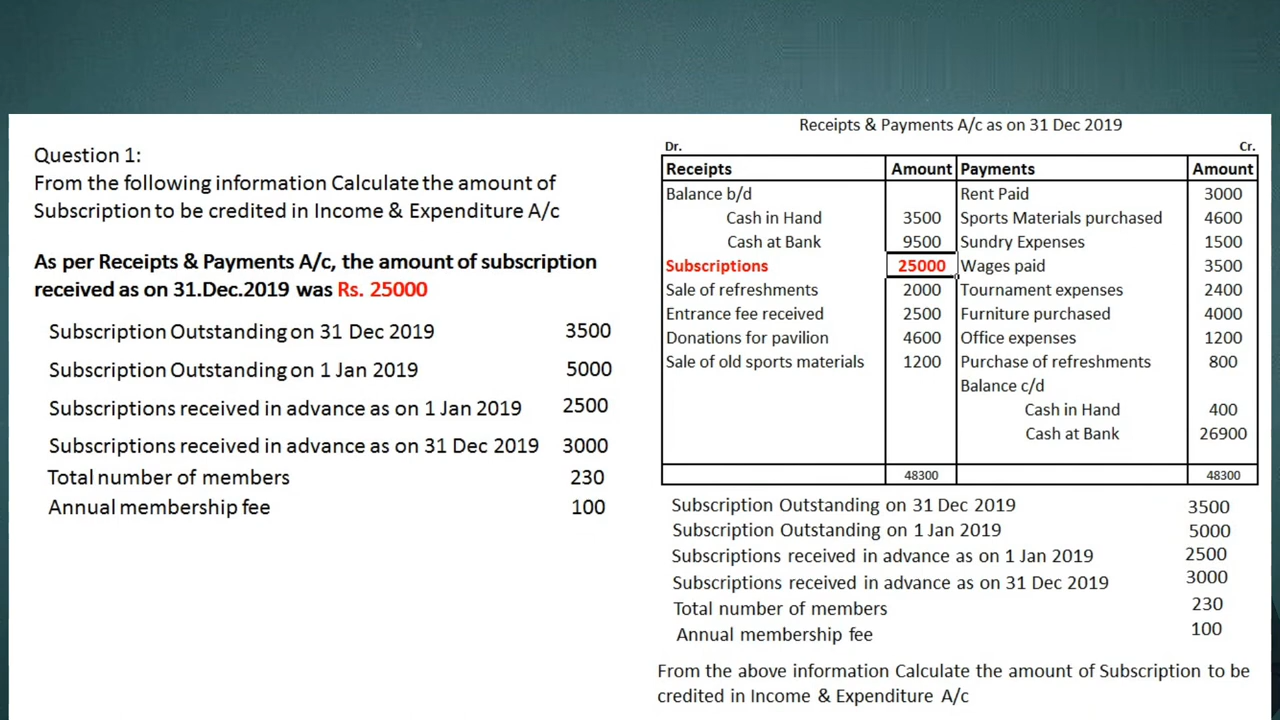 Question 1:
From the following information Calculate the amount of
Subscription to be credited in Income & Expenditure A/c
As per Receipts & Payments A/c, the amount of subscription
received as on 31.Dec.2019 was Rs. 25000
Subscription Outstanding on 31 Dec 2019 3500
Subscription Outstanding on 1 Jan 2019 5000
Subscriptions received in advance as on 1 Jan 2019 2500
Subscriptions received in advance as on 31 Dec 2019 3000
Total number of members 230
Annual membership fee 100
Receipts & Payments A/c as on 31 Dec 2019
Dr. Cr.
Receipts Amount Payments Amount
Balance b/d Rent Paid 3000
Cash in Hand 3500 Sports Materials purchased 4600
Cash at Bank 9500 Sundry Expenses 1500
Subscriptions 25000 Wages paid 3500
Sale of refreshments 2000 Tournament expenses 2400
Entrance fee received 2500 Furniture purchased 4000
Donations for pavilion 4600 Office expenses 1200
Sale of old sports materials 1200 Purchase of refreshments 800
Balance c/d
Cash in Hand 400
Cash at Bank 26900
48300 48300
Subscription Outstanding on 31 Dec 2019 3500
Subscription Outstanding on 1 Jan 2019 5000
Subscriptions received in advance as on 1 Jan 2019 2500
Subscriptions received in advance as on 31 Dec 2019 3000
Total number of members 230
Annual membership fee 100
From the above information Calculate the amount of Subscription to be
credited in Income & Expenditure A/c